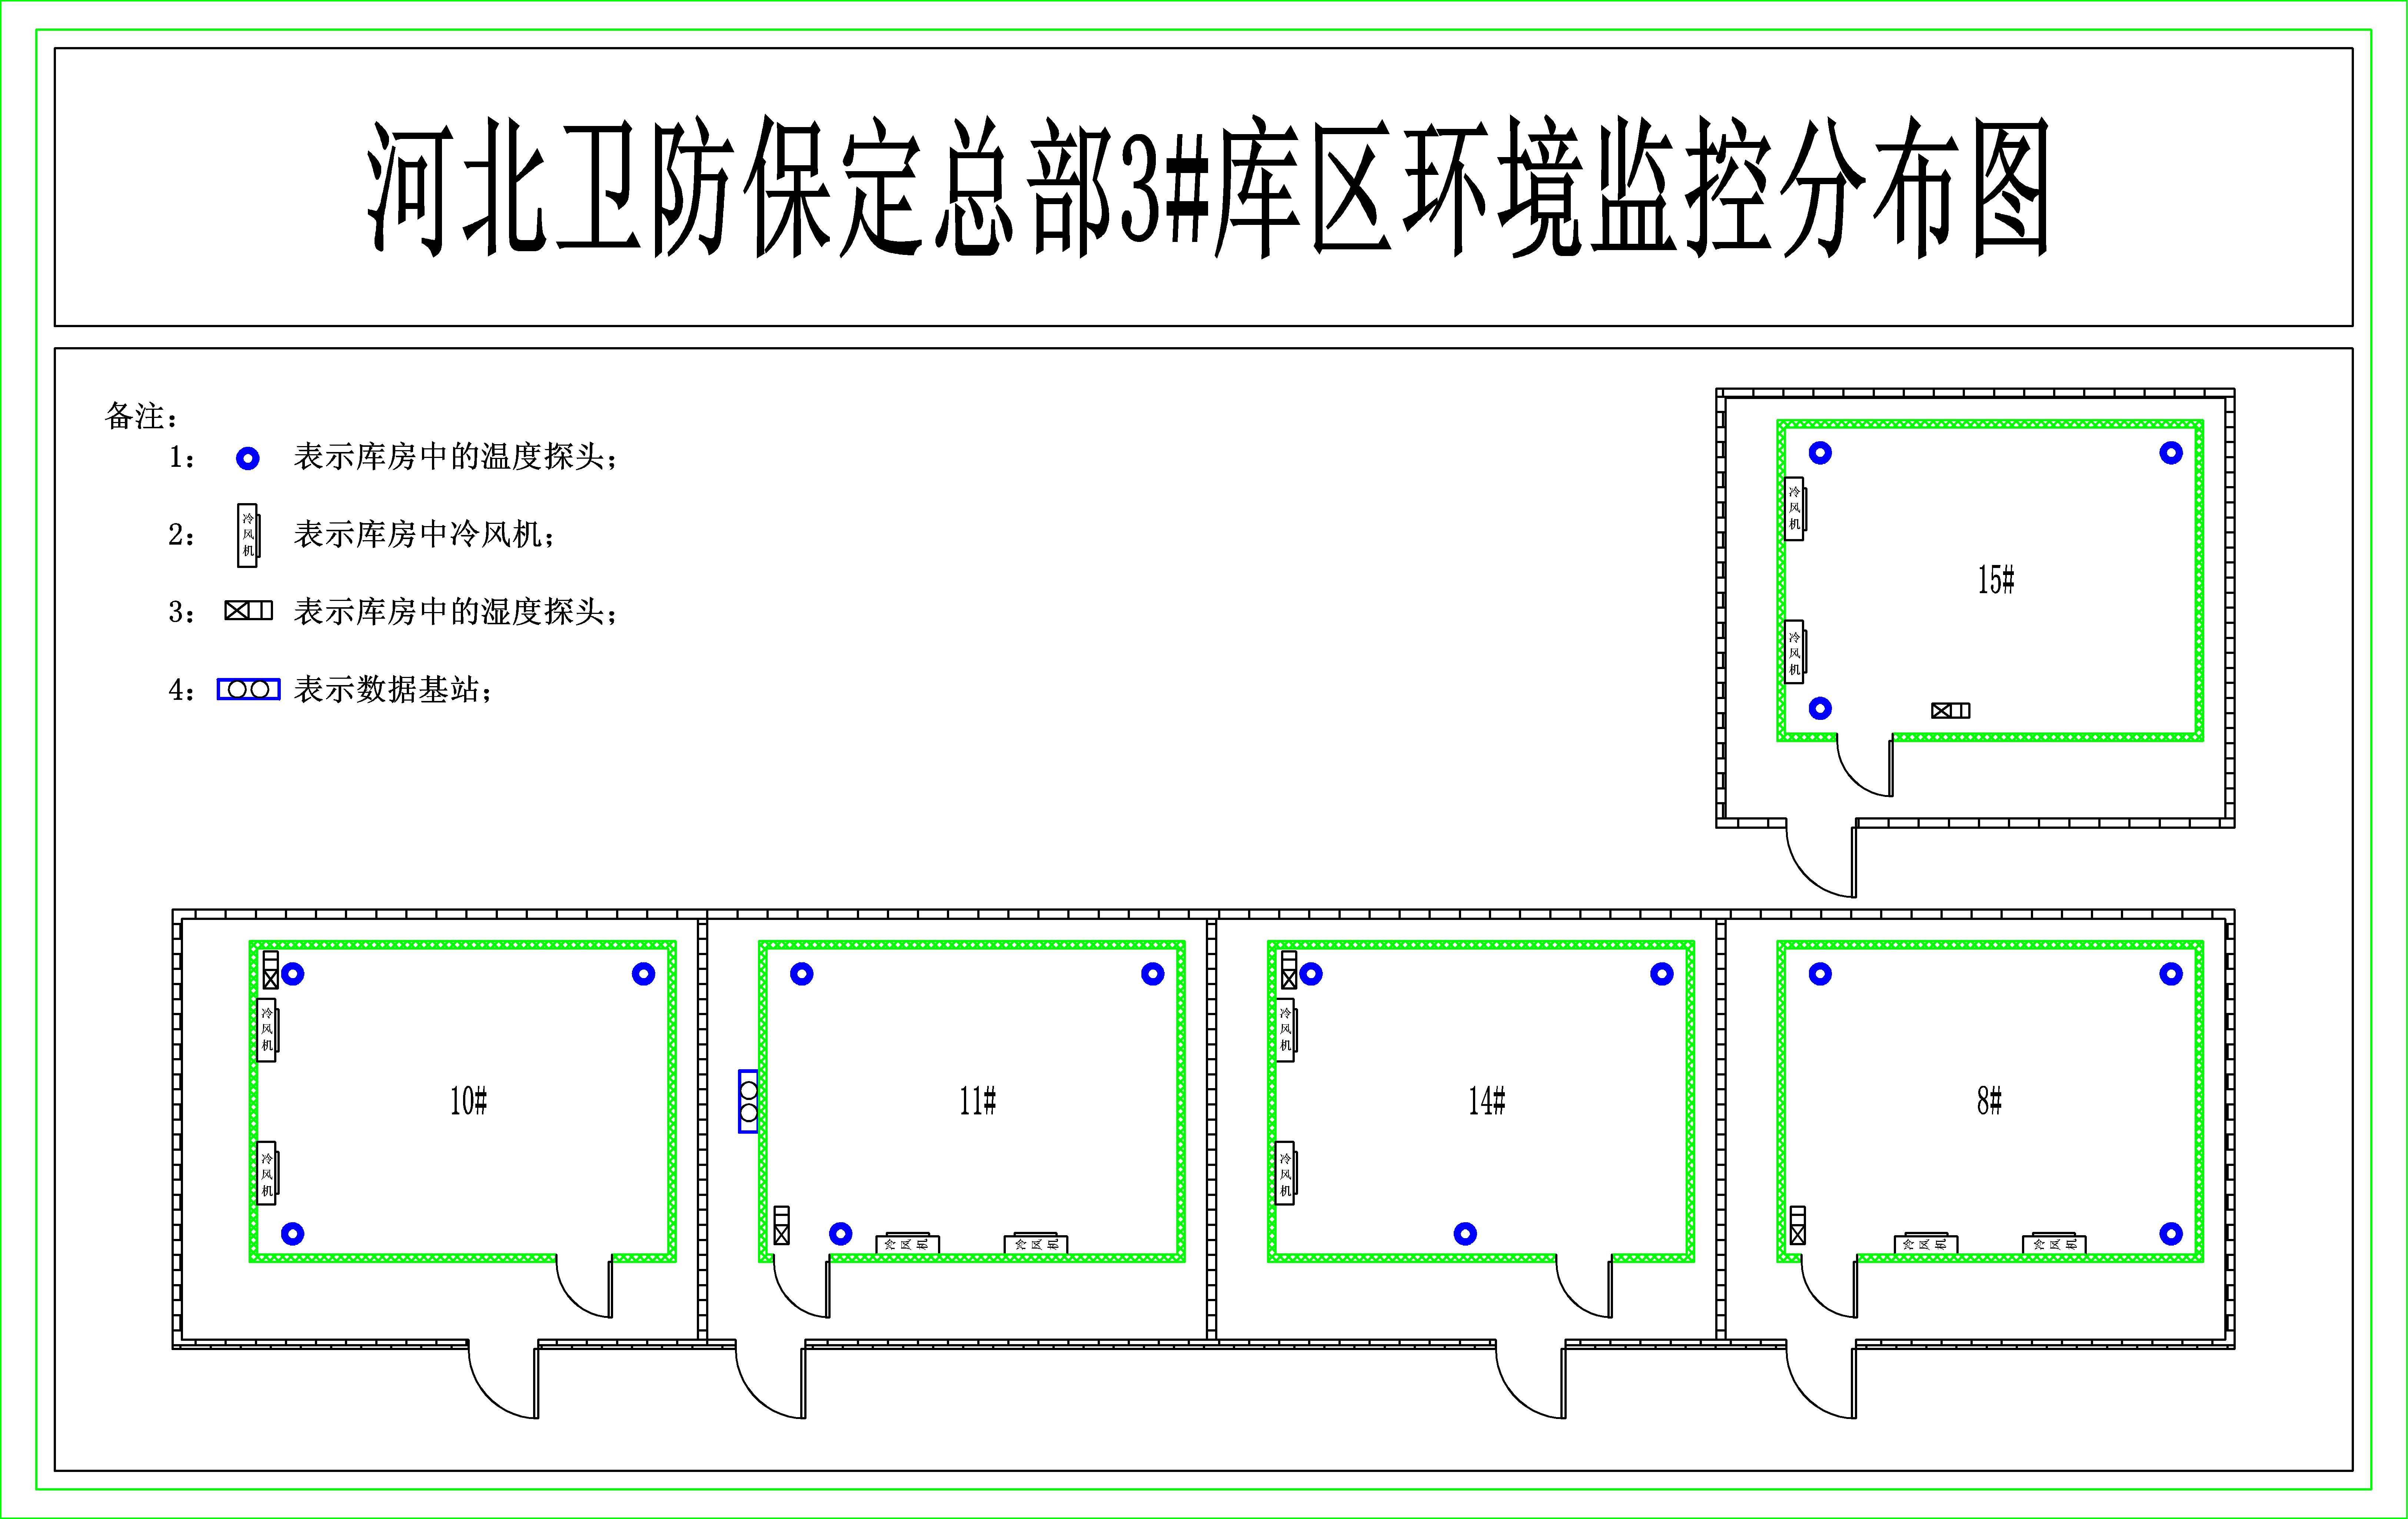 河北卫防保定总部3#库区环境监控分布图
备注：
1： 表示库房中的温度探头；
2： 冷风机 表示库房中冷风机；
3： 表示库房中的湿度探头；
4： 表示数据基站；
冷风机
15#
冷风机
冷风机
10#
冷风机
11#
冷风机
冷风机
冷风机
14#
冷风机
8#
冷风机
冷风机